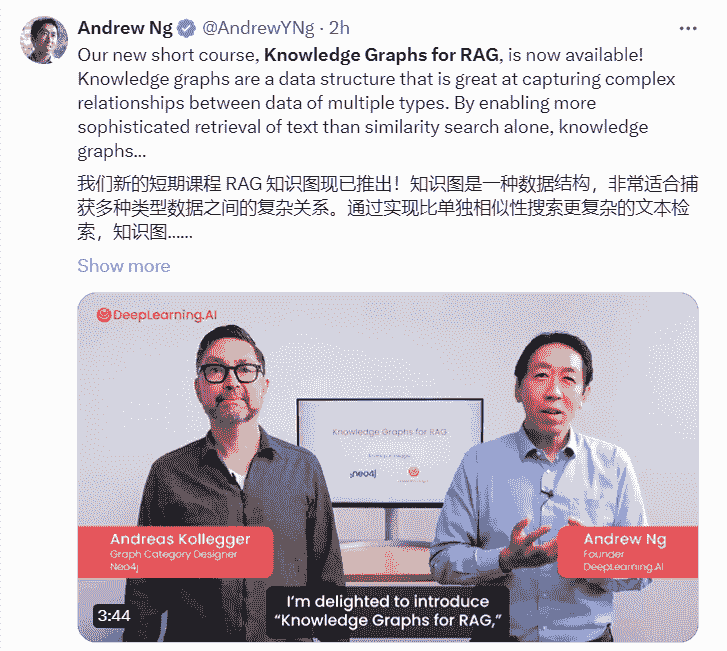 Andrew Ng @AndrewYNg · 2h
Our new short course, Knowledge Graphs for RAG, is now available!
Knowledge graphs are a data structure that is great at capturing complex
relationships between data of multiple types. By enabling more
sophisticated retrieval of text than similarity search alone, knowledge
graphs...
我们新的短期课程 RAG 知识图现已推出！知识图是一种数据结构，非常适合捕
获多种类型数据之间的复杂关系。通过实现比单独相似性搜索更复杂的文本检
索，知识图......
Show more
DeepLearning.AI
Knowledge Graphs for RAG
neo4j
Andreas Kollegger
Graph Category Designer
Neo4j
Andrew Ng
Founder
DeepLearning.AI
I'm delighted to introduce
"Knowledge Graphs for RAG,"
3:44